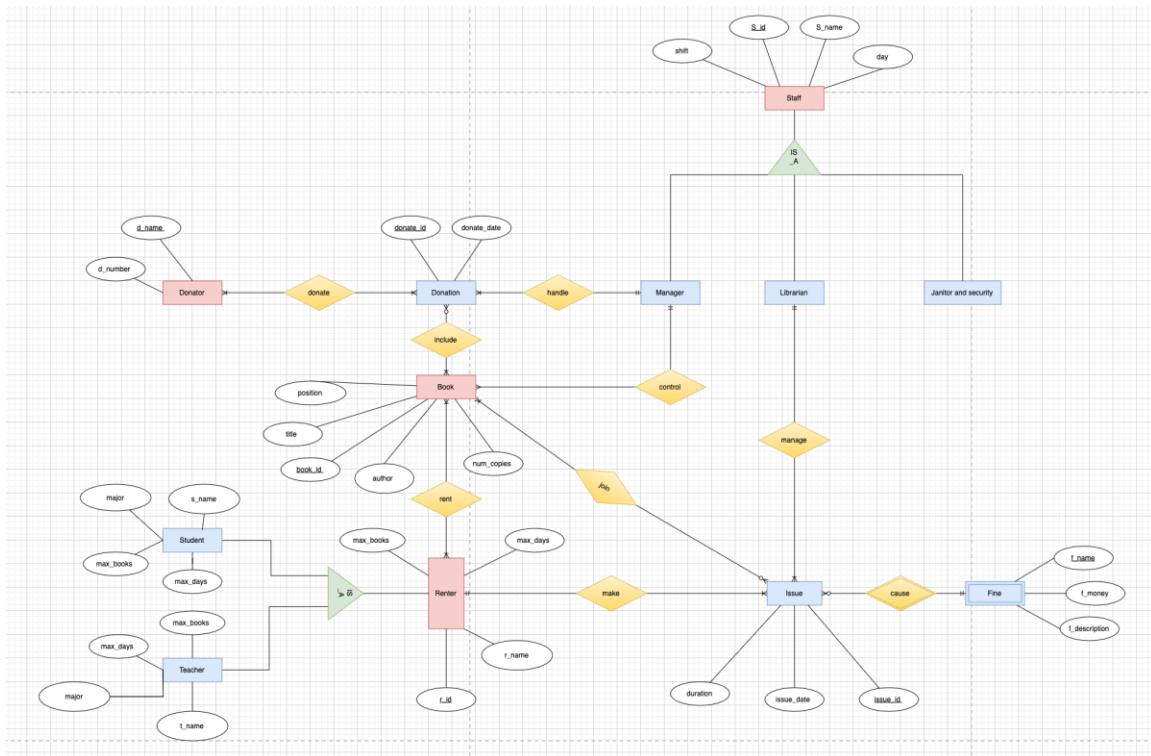 S_id
S_name
shift
day
Staff
IS
_A
d_name
donate_id
donate_date
d_number
Donator
donate
Donation
handle
Manager
Librarian
Janitor and security
include
position
Book
control
title
book_id
author
num_copies
manage
major
s_name
rent
join
Student
max_books
max_days
max_books
max_days
IS
_A
Renter
make
Issue
cause
Fine
f_name
f_money
f_description
max_books
max_days
Teacher
major
t_name
r_name
r_id
duration
issue_date
issue_id